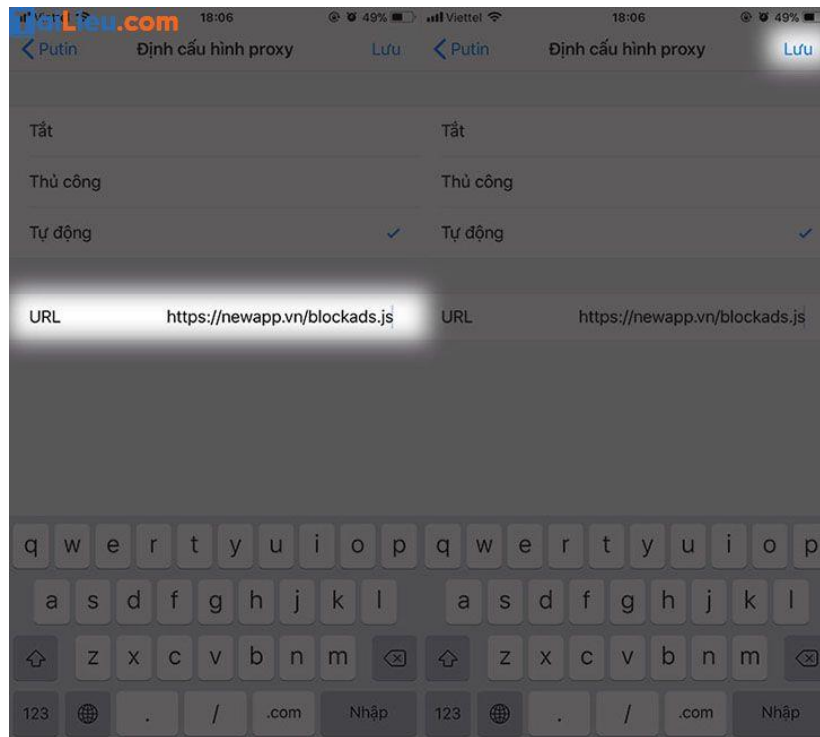 TaiLieu.com
Viettel 18:06 49%
Putin Định cấu hình proxy Lưu
Tắt
Thủ công
Tự động
URL https://newapp.vn/blockads.js
q w e r t y u i o p
a s d f g h j k l
z x c v b n m
123 . / .com Nhập
Viettel 18:06 49%
Putin Định cấu hình proxy Lưu
Tắt
Thủ công
Tự động
URL https://newapp.vn/blockads.js
q w e r t y u i o p
a s d f g h j k l
z x c v b n m
123 . / .com Nhập